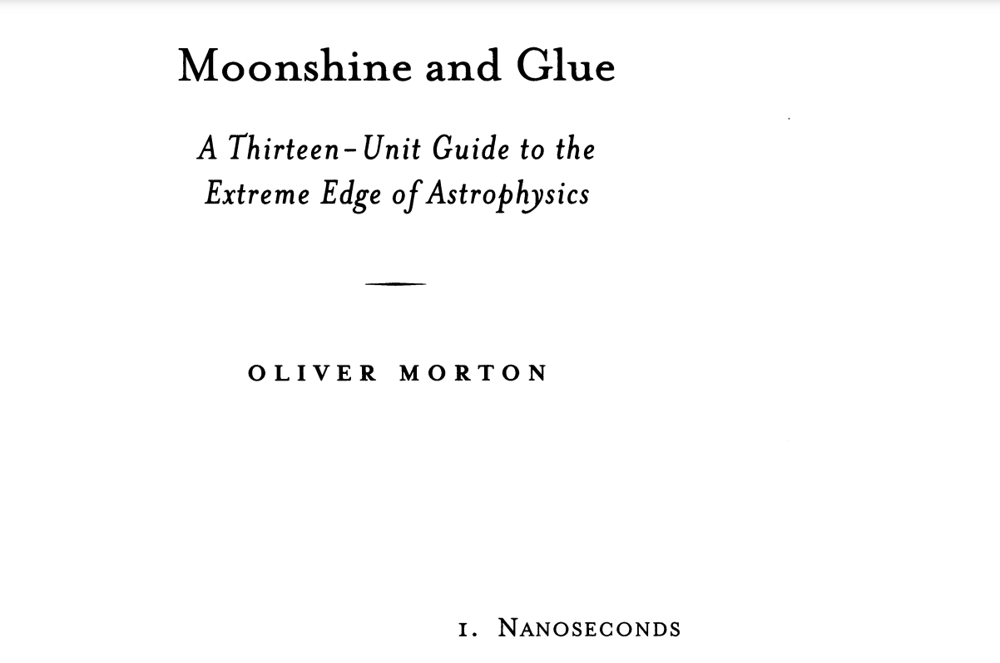 Moonshine and Glue
A Thirteen-Unit Guide to the
Extreme Edge of Astrophysics
OLIVER MORTON
1. NANOSECONDS